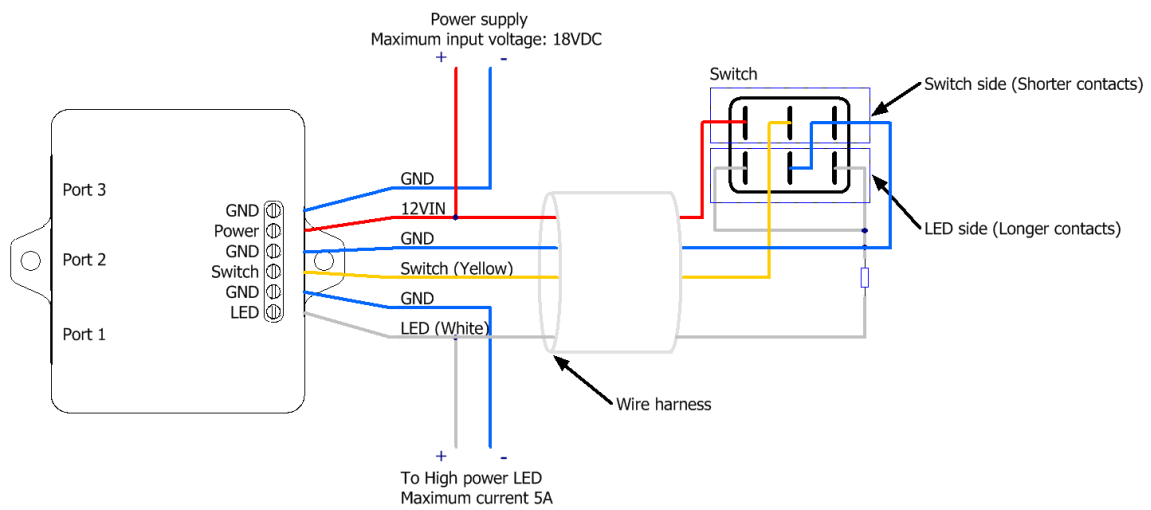 Power supply
Maximum input voltage: 18VDC
+ -
Switch
Switch side (Shorter contacts)
Port 3
GND
12VIN
GND
Power
GND
Switch
GND
LED
Port 2
GND
Switch (Yellow)
GND
LED (White)
LED side (Longer contacts)
Port 1
Wire harness
+ -
To High power LED
Maximum current 5A